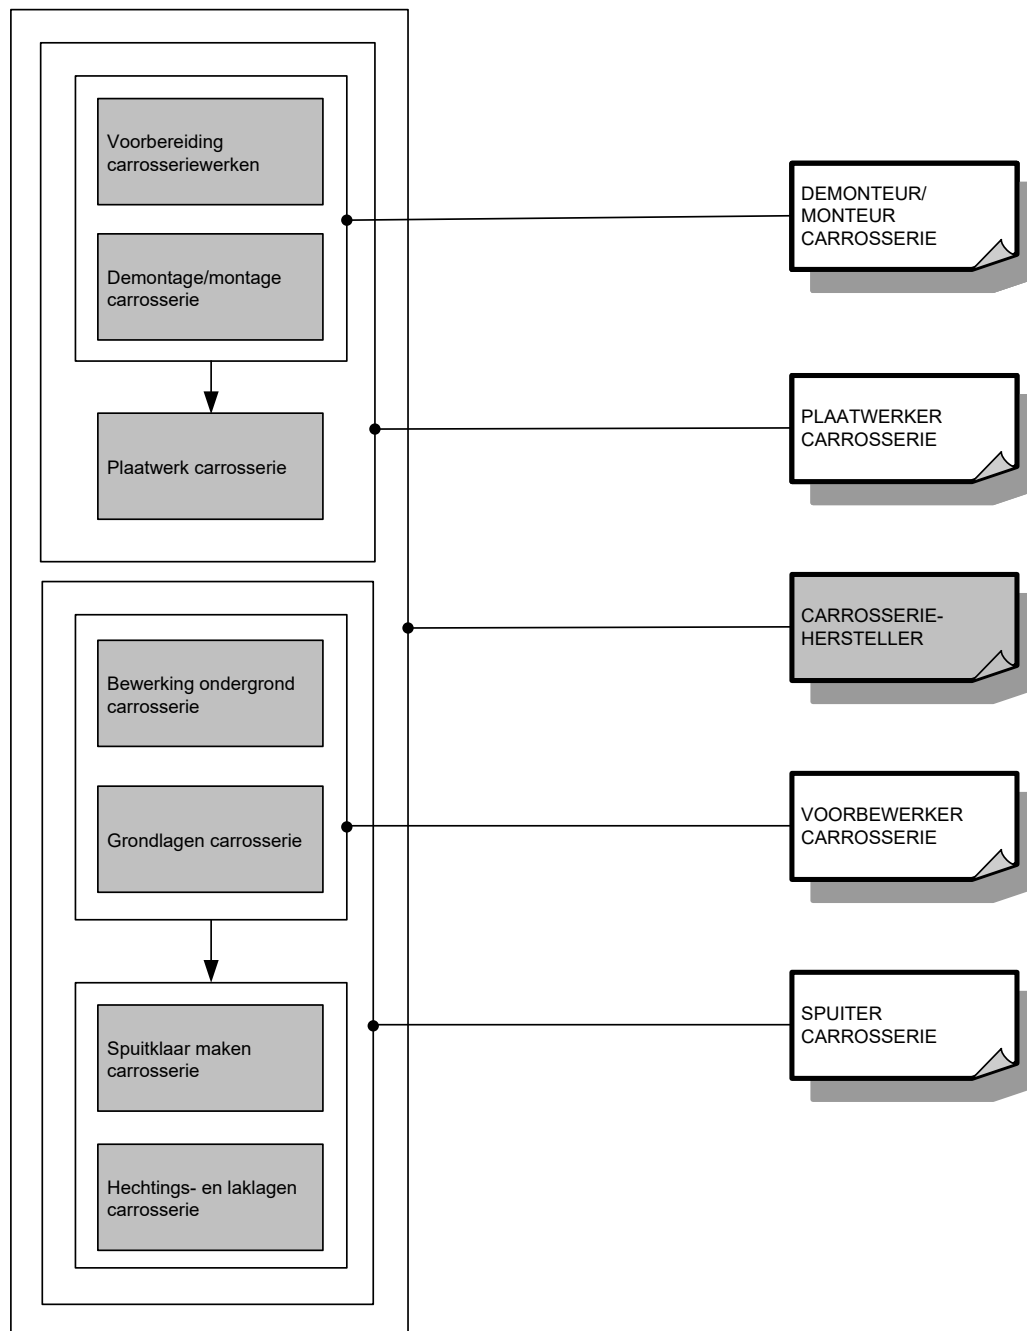 Voorbereiding
carrosseriewerken
Demontage/montage
carrosserie
Plaatwerk carrosserie
Bewerking ondergrond
carrosserie
Grondlagen carrosserie
Spuitklaar maken
carrosserie
Hechtings- en laklagen
carrosserie
DEMONTEUR/
MONTEUR
CARROSSERIE
PLAATWERKER
CARROSSERIE
CARROSSERIE-
HERSTELLER
VOORBEWERKER
CARROSSERIE
SPUITER
CARROSSERIE